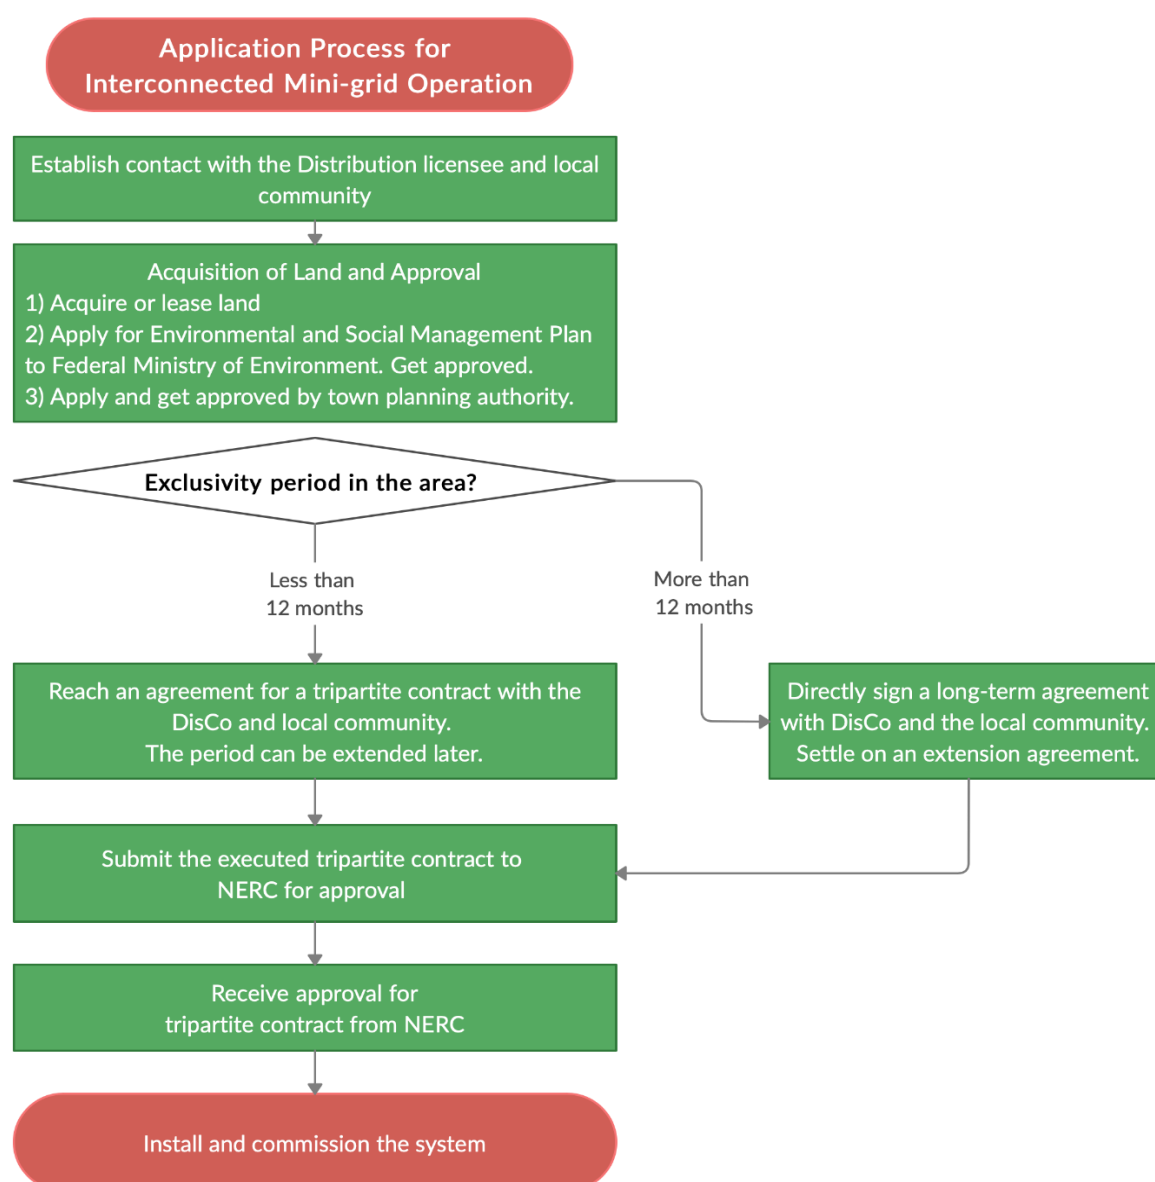 Application Process for
Interconnected Mini-grid Operation
Establish contact with the Distribution licensee and local
community
Acquisition of Land and Approval
1) Acquire or lease land
2) Apply for Environmental and Social Management Plan
to Federal Ministry of Environment. Get approved.
3) Apply and get approved by town planning authority.
Exclusivity period in the area?
Less than
12 months
More than
12 months
Reach an agreement for a tripartite contract with the
DisCo and local community.
The period can be extended later.
Directly sign a long-term agreement
with DisCo and the local community.
Settle on an extension agreement.
Submit the executed tripartite contract to
NERC for approval
Receive approval for
tripartite contract from NERC
Install and commission the system